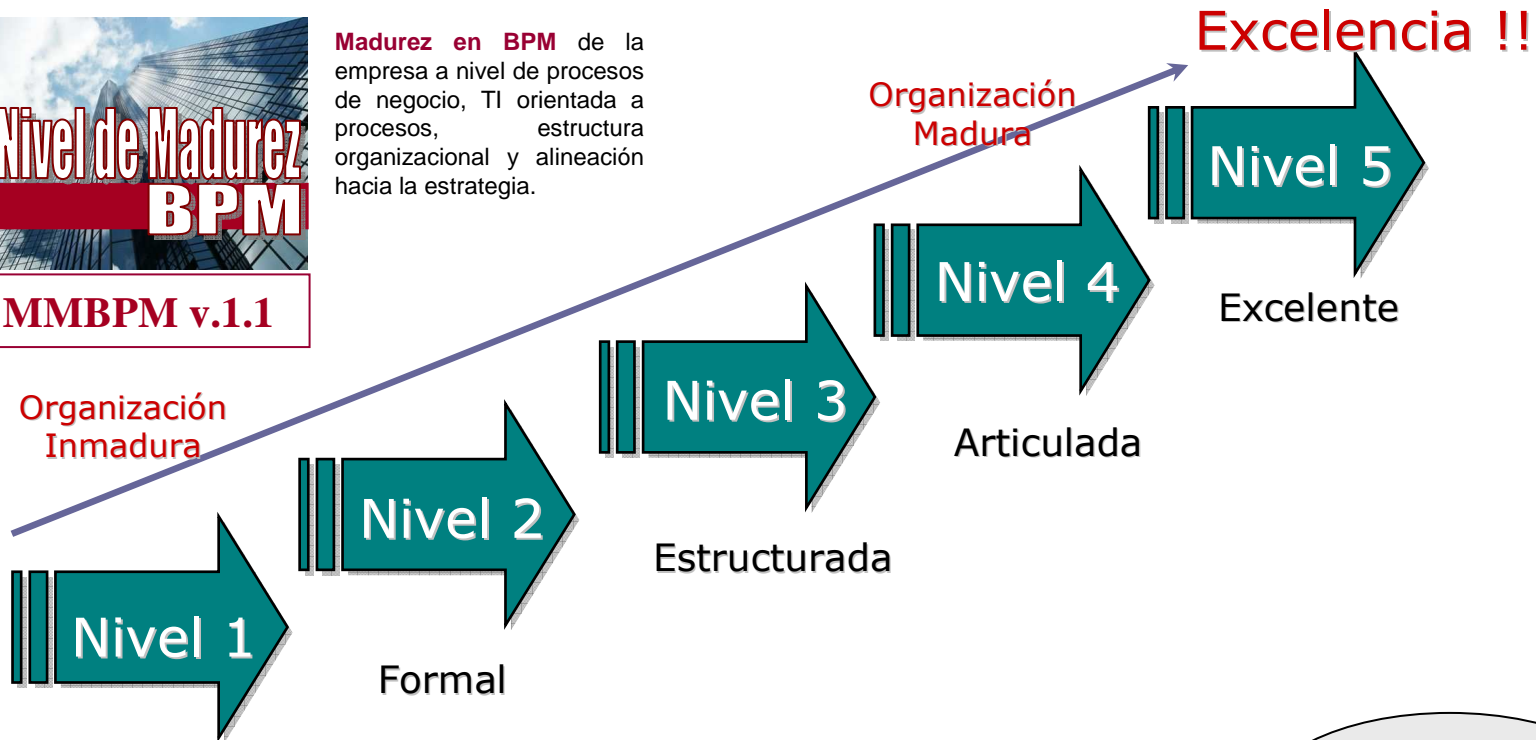 Excelencia !!
Nivel de Madurez
BPM
MMBPM v.1.1
Madurez en BPM de la
empresa a nivel de procesos
de negocio, TI orientada a
procesos, estructura
organizacional y alineación
hacia la estrategia.
Organización
Madura
Organización
Inmadura
Nivel 5
Excelente
Nivel 4
Articulada
Nivel 3
Estructurada
Nivel 2
Formal
Nivel 1